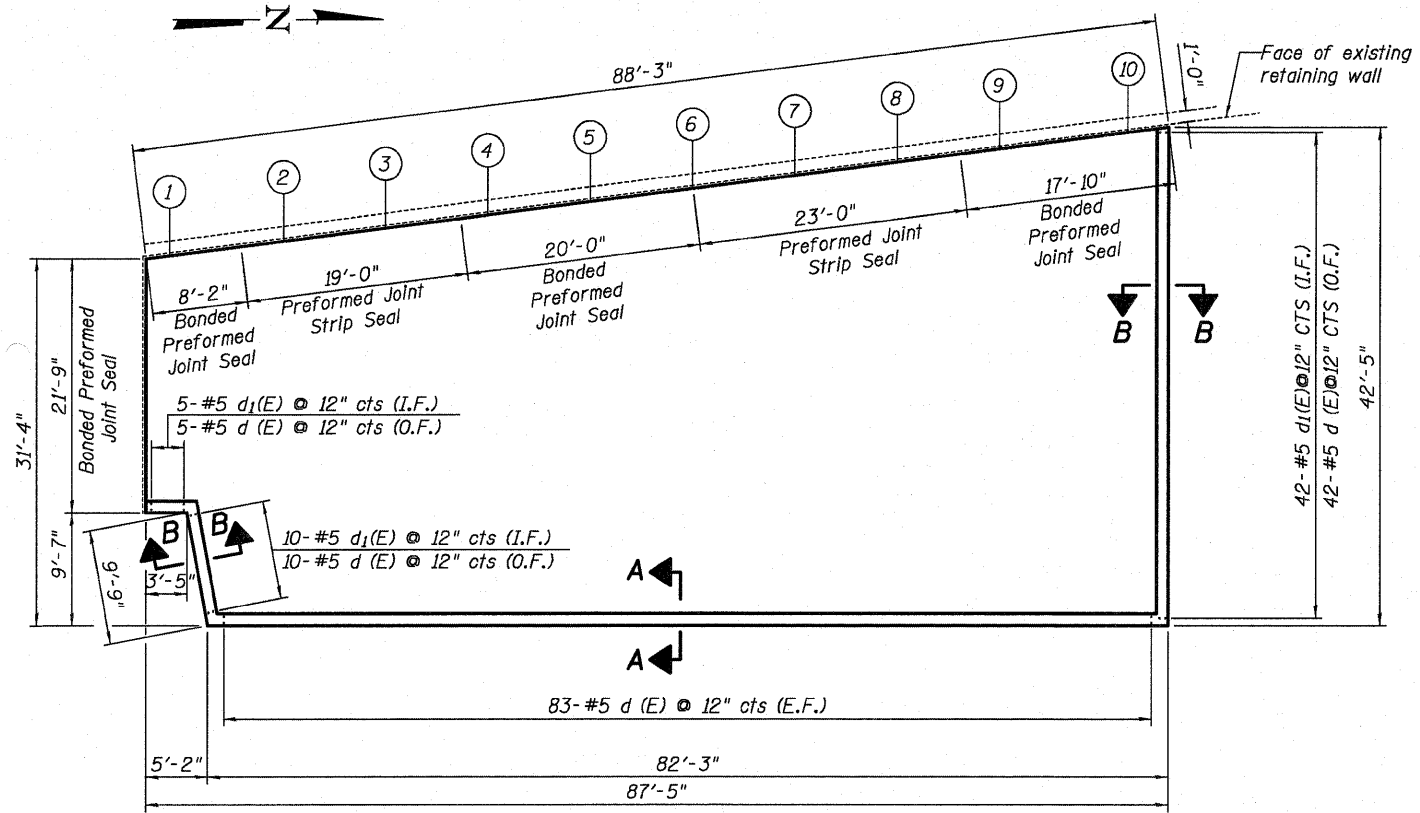 N
88'-3"
1'-0"
Face of existing
retaining wall
1
2
3
4
5
6
7
8
9
10
8'-2"
Bonded
Preformed
Joint Seal
19'-0"
Preformed Joint
Strip Seal
20'-0"
Bonded
Preformed
Joint Seal
23'-0"
Preformed Joint
Strip Seal
17'-10"
Bonded
Preformed
Joint Seal
31'-4"
21'-9"
Bonded Preformed
Joint Seal
9'-7"
5-#5 d1(E) @ 12" cts (I.F.)
5-#5 d (E) @ 12" cts (O.F.)
B
B
10-#5 d1(E) @ 12" cts (I.F.)
10-#5 d (E) @ 12" cts (O.F.)
9'-9"
3'-5"
A
A
B
B
42-#5 d1(E)@12" CTS (I.F.)
42-#5 d (E)@12" CTS (O.F.)
42'-5"
83-#5 d (E) @ 12" cts (E.F.)
5'-2"
82'-3"
87'-5"